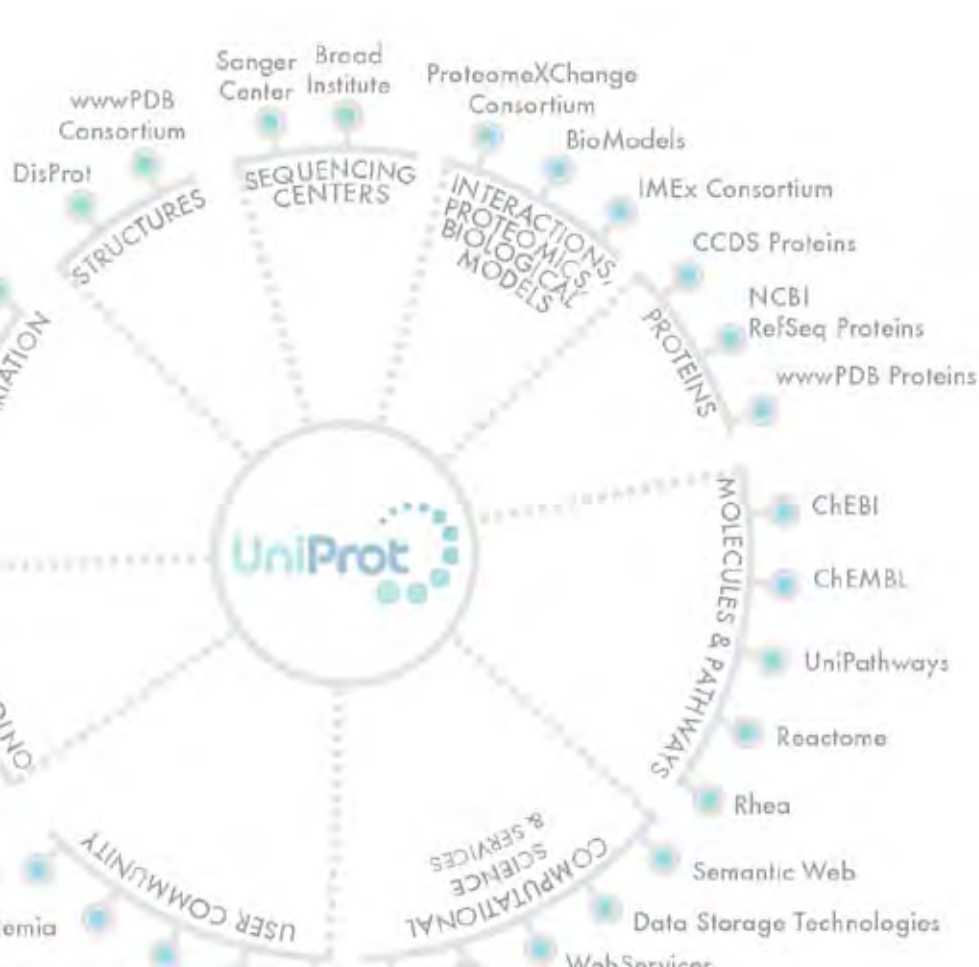 Sanger
Center
Broad
Institute
ProteomeXChange
Consortium
wwwPDB
Consortium
BioModels
DisProt
IMEx Consortium
CCDS Proteins
NCBI
RefSeq Proteins
wwwPDB Proteins
STRUCTURES
SEQUENCING
CENTERS
INTERACTIONS,
PROTEOMICS,
BIOLOGICAL
MODELS
PROTEINS
UniProt
MOLECULES & PATHWAYS
ChEBI
ChEMBL
UniPathways
Reactome
Rhea
COMPUTATIONAL
SCIENCE
& SERVICES
Semantic Web
Data Storage Technologies
WebServices
USER COMMUNITY